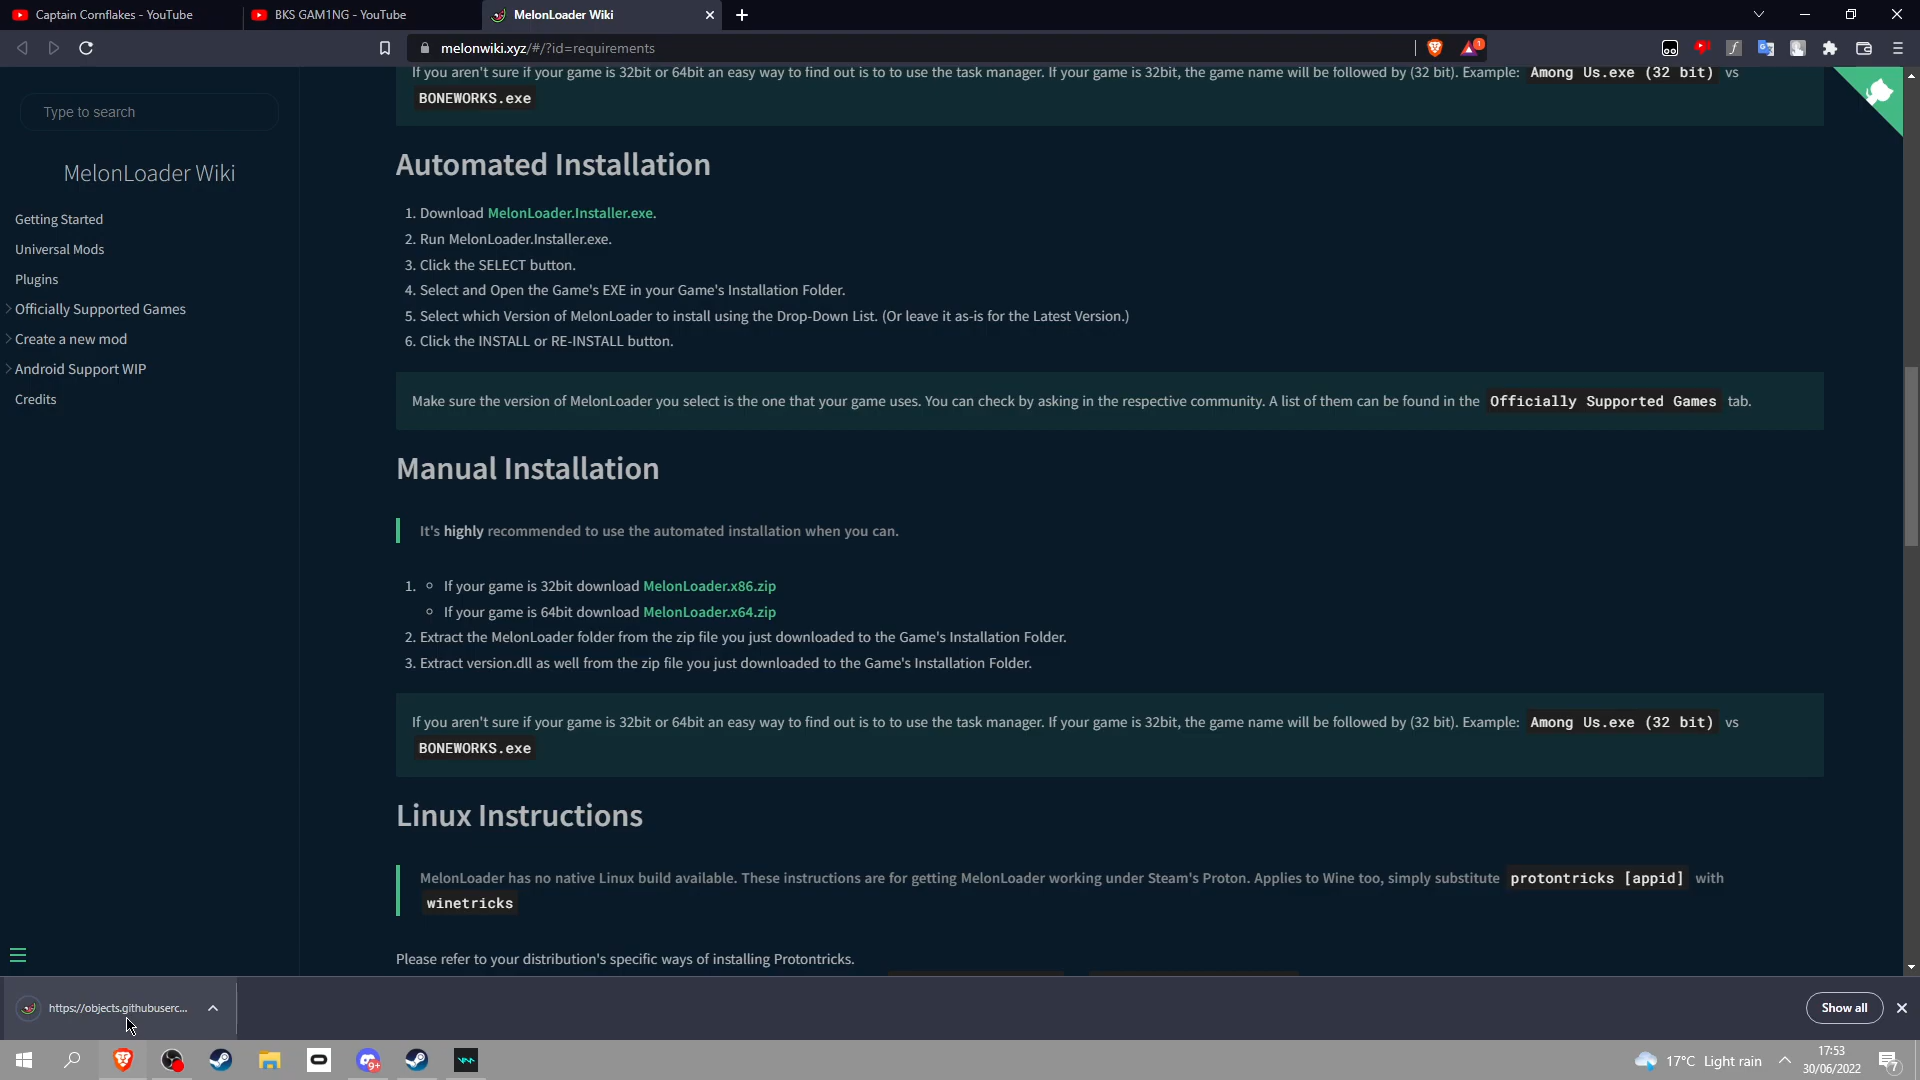 Captain Cornflakes - YouTube
BKS GAM1NG - YouTube
MelonLoader Wiki
melonwiki.xyz/#/?id=requirements
1
Type to search
MelonLoader Wiki
Getting Started
Universal Mods
Plugins
Officially Supported Games
Create a new mod
Android Support WIP
Credits
If you aren't sure if your game is 32bit or 64bit an easy way to find out is to to use the task manager. If your game is 32bit, the game name will be followed by (32 bit). Example: Among Us.exe (32 bit) vs
BONEWORKS.exe
Automated Installation
1. Download MelonLoader.Installer.exe.
2. Run MelonLoader.Installer.exe.
3. Click the SELECT button.
4. Select and Open the Game's EXE in your Game's Installation Folder.
5. Select which Version of MelonLoader to install using the Drop-Down List. (Or leave it as-is for the Latest Version.)
6. Click the INSTALL or RE-INSTALL button.
Make sure the version of MelonLoader you select is the one that your game uses. You can check by asking in the respective community. A list of them can be found in the Officially Supported Games tab.
Manual Installation
It's highly recommended to use the automated installation when you can.
1. ◦ If your game is 32bit download MelonLoader.x86.zip
◦ If your game is 64bit download MelonLoader.x64.zip
2. Extract the MelonLoader folder from the zip file you just downloaded to the Game's Installation Folder.
3. Extract version.dll as well from the zip file you just downloaded to the Game's Installation Folder.
If you aren't sure if your game is 32bit or 64bit an easy way to find out is to to use the task manager. If your game is 32bit, the game name will be followed by (32 bit). Example: Among Us.exe (32 bit) vs
BONEWORKS.exe
Linux Instructions
MelonLoader has no native Linux build available. These instructions are for getting MelonLoader working under Steam's Proton. Applies to Wine too, simply substitute protontricks [appid] with
winetricks
Please refer to your distribution's specific ways of installing Protontricks.
https://objects.githubuserc...
Show all
9+
17°C Light rain
17:53
30/06/2022
7